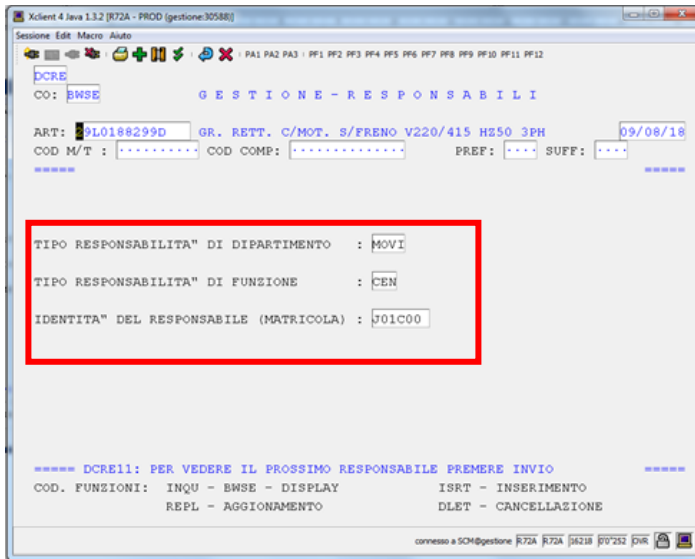 Xclient 4 Java 1.3.2 [R72A - PROD (gestione:30588)]
Sessione Edit Macro Aiuto
PA1 PA2 PA3 PF1 PF2 PF3 PF4 PF5 PF6 PF7 PF8 PF9 PF10 PF11 PF12
DCRE
CO: BWSE G E S T I O N E - R E S P O N S A B I L I
ART: 29L0188299D GR. RETT. C/MOT. S/FRENO V220/415 HZ50 3PH 09/08/18
COD M/T : .......... COD COMP: .............. PREF: .... SUFF: ....
===== =====
TIPO RESPONSABILITA" DI DIPARTIMENTO : MOVI
TIPO RESPONSABILITA" DI FUNZIONE : CEN
IDENTITA" DEL RESPONSABILE (MATRICOLA) : J01C00
===== DCRE11: PER VEDERE IL PROSSIMO RESPONSABILE PREMERE INVIO =====
COD. FUNZIONI: INQU - BWSE - DISPLAY ISRT - INSERIMENTO
REPL - AGGIONAMENTO DLET - CANCELLAZIONE
connesso a SCM@gestione R72A R72A 16218 0'0"252 OVR